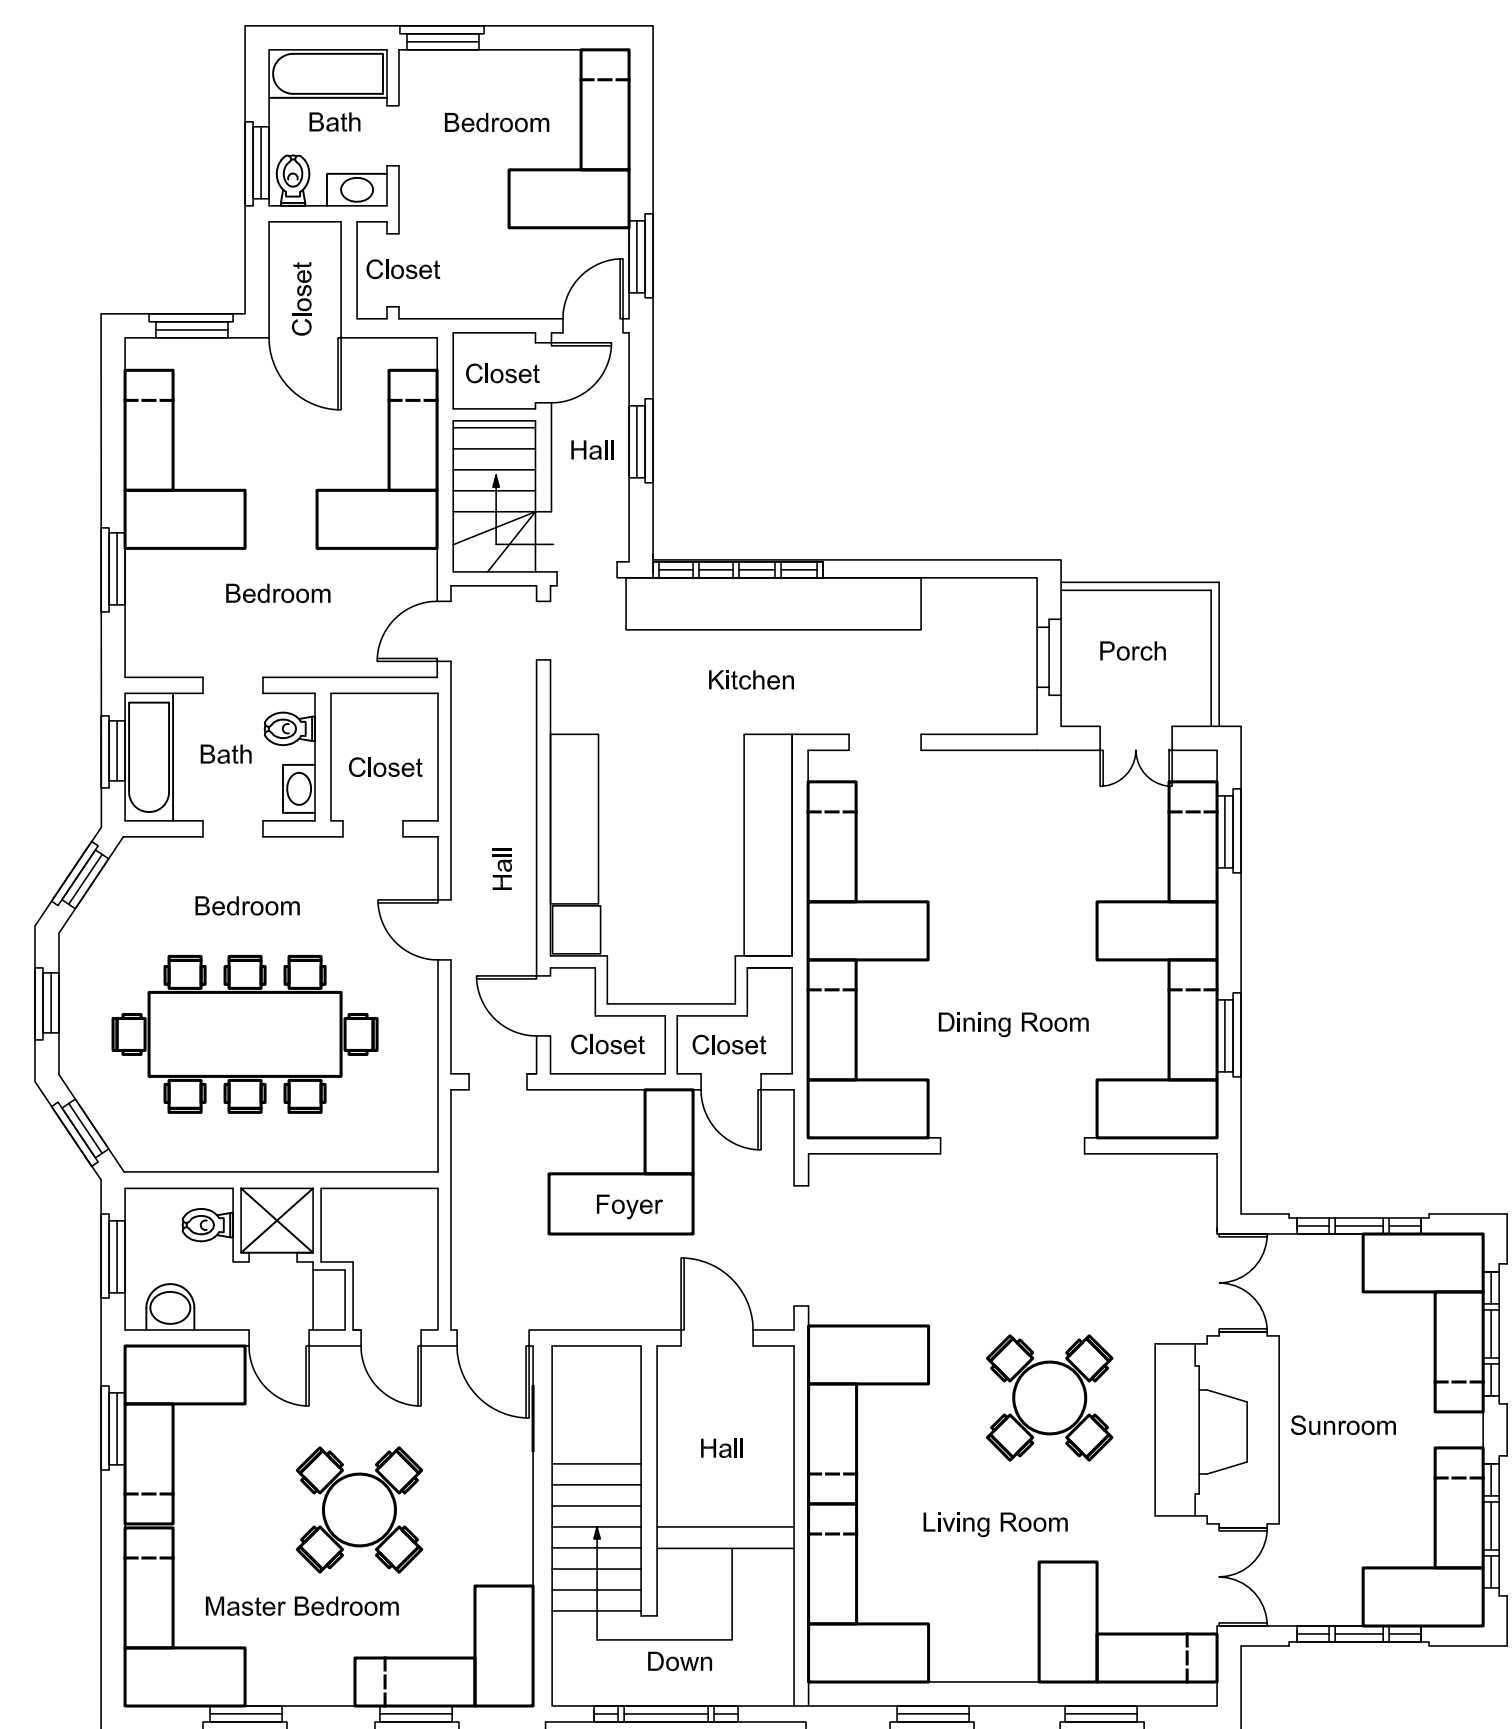 Bath
Bedroom
Closet
Closet
Closet
Hall
Bedroom
Porch
Kitchen
Bath
Closet
Hall
Bedroom
Dining Room
Closet
Closet
Foyer
Sunroom
Hall
Living Room
Master Bedroom
Down